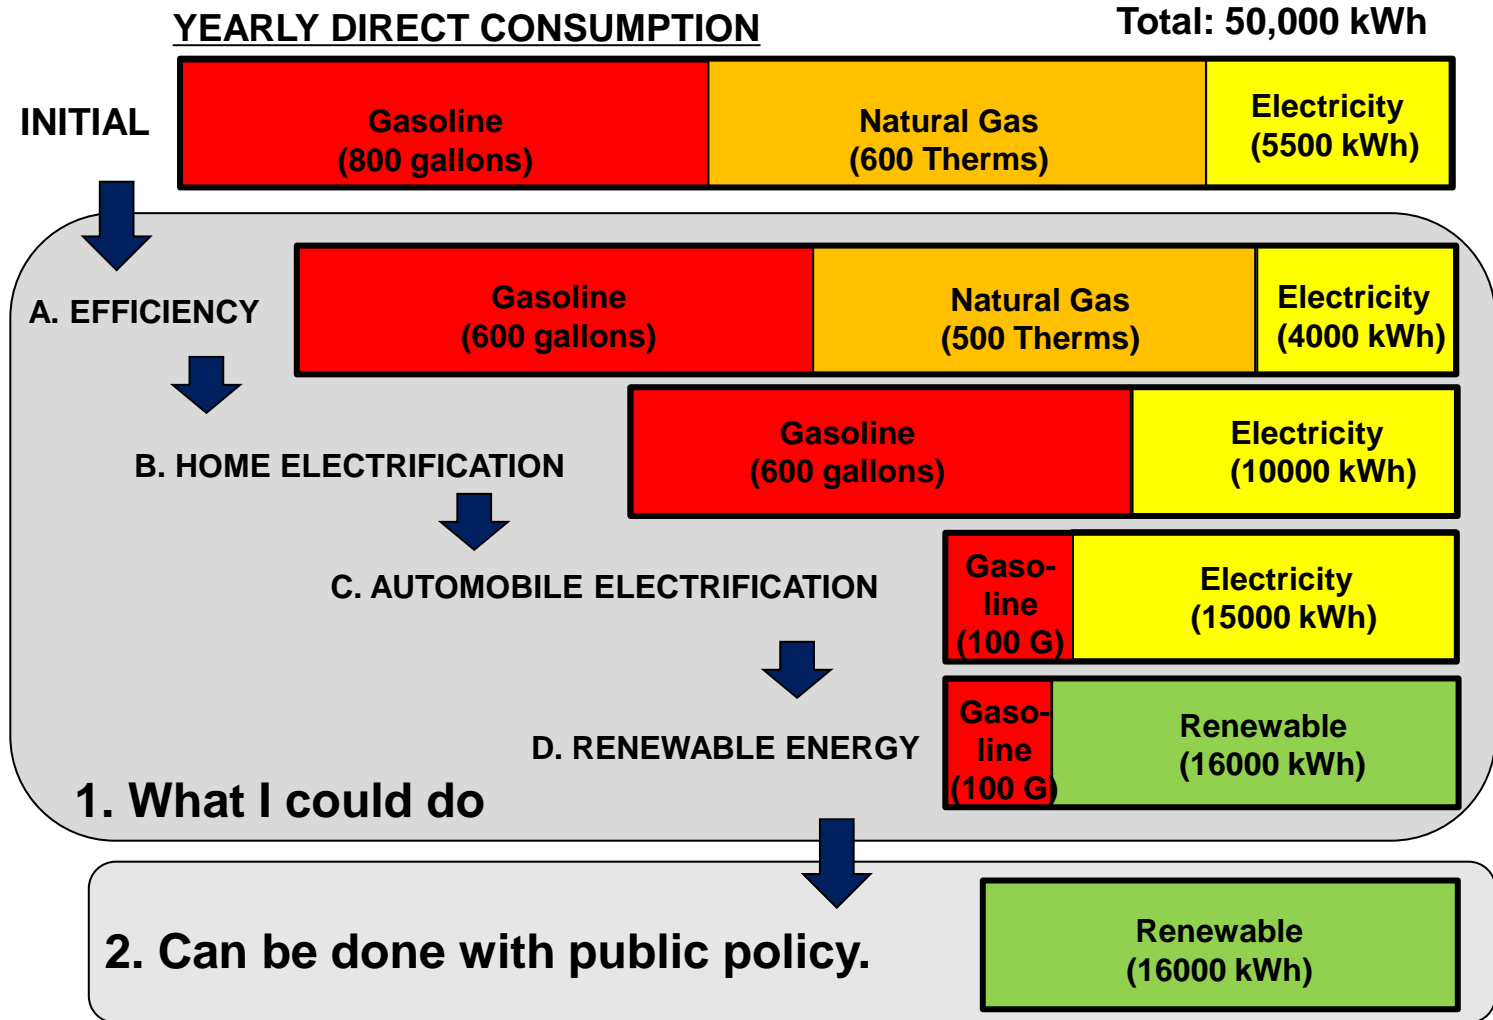 YEARLY DIRECT CONSUMPTION
Total: 50,000 kWh
INITIAL
Gasoline
(800 gallons)
Natural Gas
(600 Therms)
Electricity
(5500 kWh)
A. EFFICIENCY
Gasoline
(600 gallons)
Natural Gas
(500 Therms)
Electricity
(4000 kWh)
B. HOME ELECTRIFICATION
Gasoline
(600 gallons)
Electricity
(10000 kWh)
C. AUTOMOBILE ELECTRIFICATION
Gaso-
line
(100 G)
Electricity
(15000 kWh)
D. RENEWABLE ENERGY
Gaso-
line
(100 G)
Renewable
(16000 kWh)
1. What I could do
2. Can be done with public policy.
Renewable
(16000 kWh)